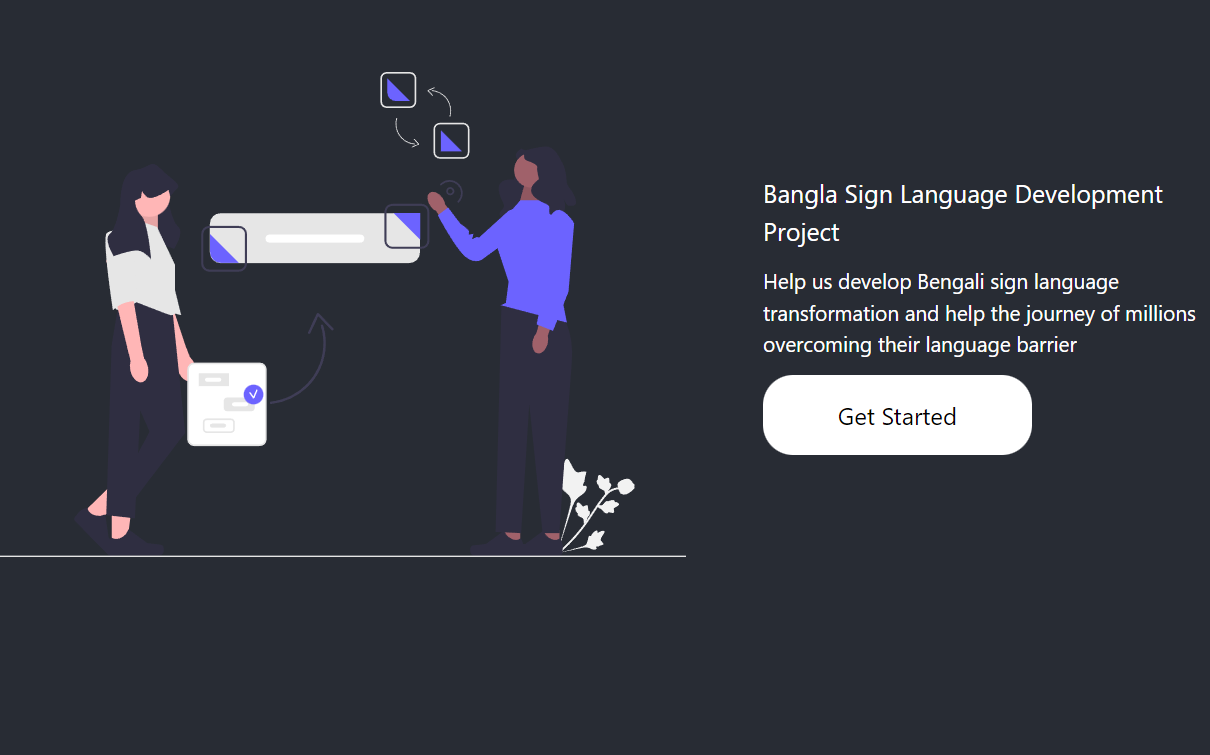 Bangla Sign Language Development
Project
Help us develop Bengali sign language
transformation and help the journey of millions
overcoming their language barrier
Get Started